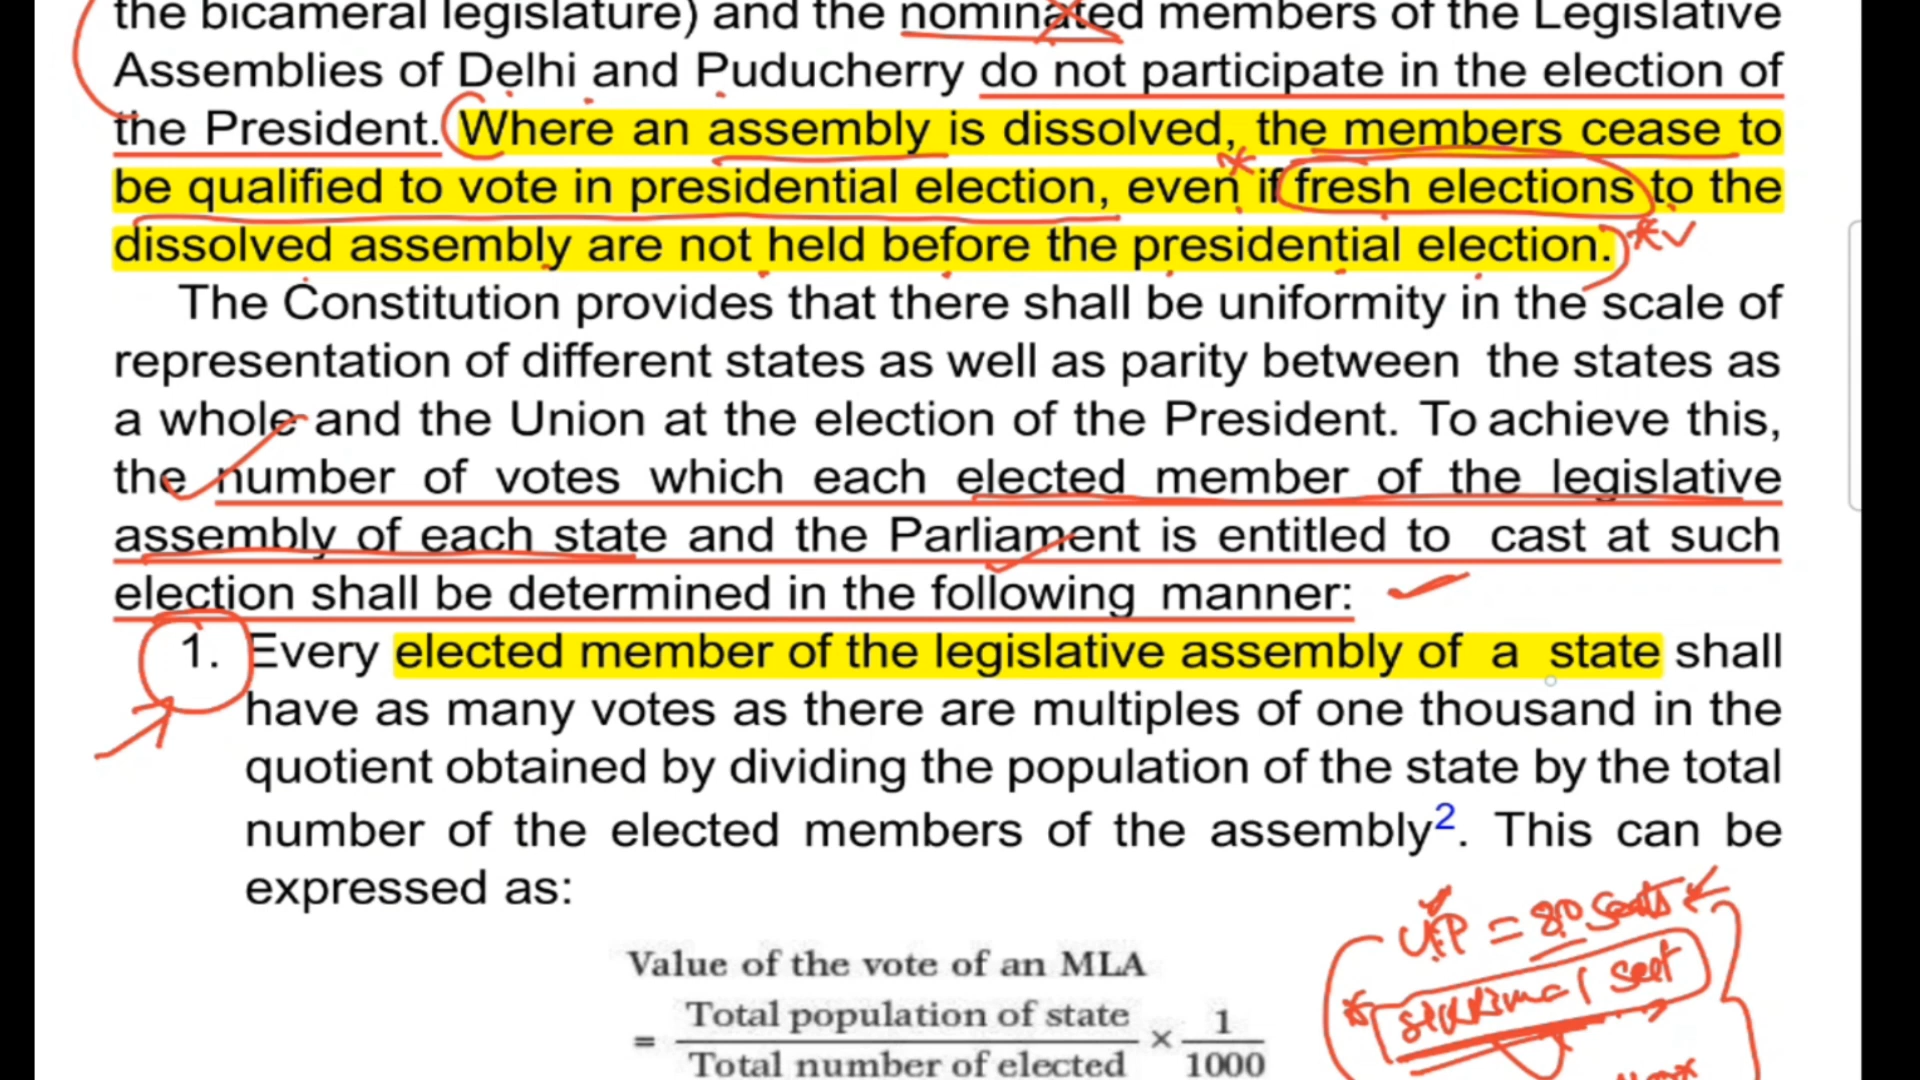 the bicameral legislature) and the nominated members of the Legislative
Assemblies of Delhi and Puducherry do not participate in the election of
the President. Where an assembly is dissolved, the members cease to
be qualified to vote in presidential election, even if fresh elections to the
dissolved assembly are not held before the presidential election.
The Constitution provides that there shall be uniformity in the scale of
representation of different states as well as parity between the states as
a whole and the Union at the election of the President. To achieve this,
the number of votes which each elected member of the legislative
assembly of each state and the Parliament is entitled to cast at such
election shall be determined in the following manner:
1. Every elected member of the legislative assembly of a state shall
have as many votes as there are multiples of one thousand in the
quotient obtained by dividing the population of the state by the total
number of the elected members of the assembly2. This can be
expressed as:
UP = 80 seats
Value of the vote of an MLA
1 seat
= Total population of state × 1
Total number of elected 1000